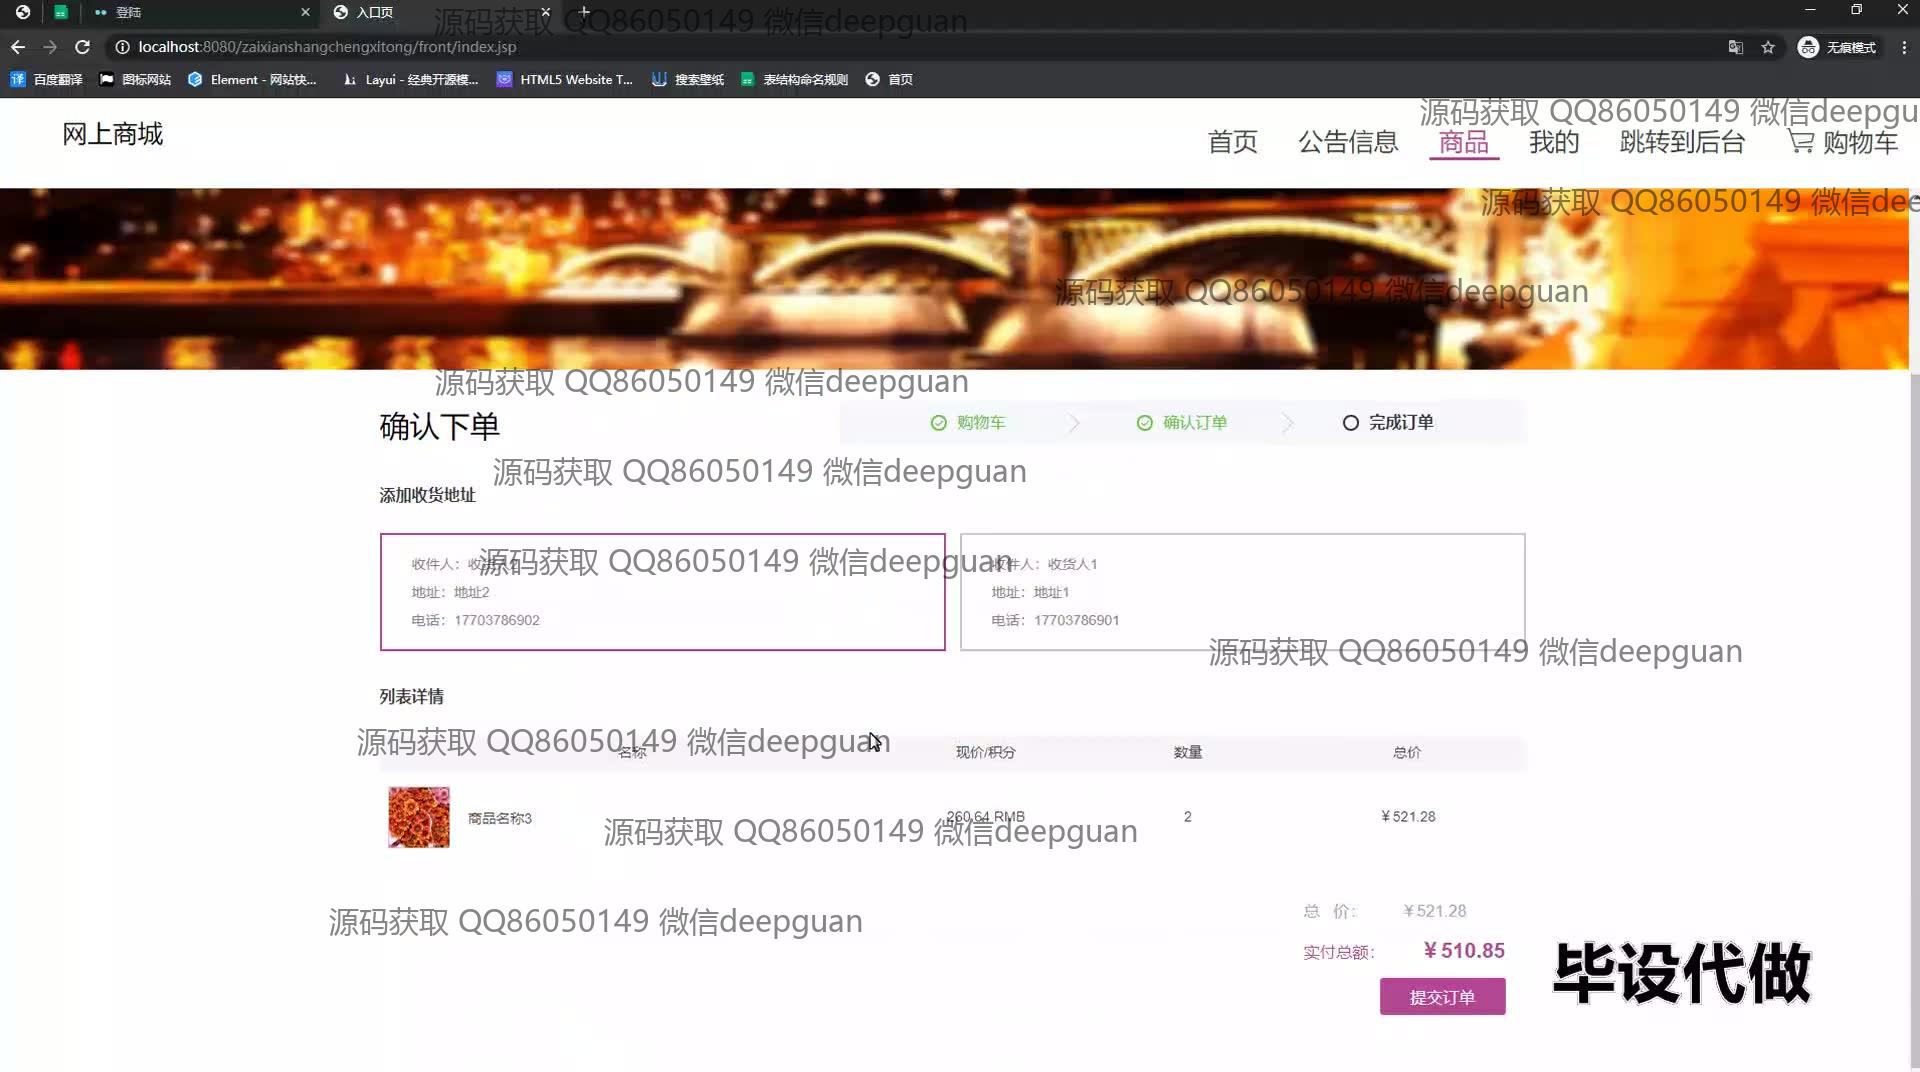 登陆
入口页
源码获取 QQ86050149 微信deepguan
localhost:8080/zaixianshangchengxitong/front/index.jsp
无痕模式
百度翻译
图标网站
Element - 网站快...
Layui - 经典开源模...
HTML5 Website T...
搜索壁纸
表结构命名规则
首页
源码获取 QQ86050149 微信deepgu
网上商城
首页
公告信息
商品
我的
跳转到后台
购物车
源码获取 QQ86050149 微信dee
源码获取 QQ86050149 微信deepguan
源码获取 QQ86050149 微信deepguan
确认下单
购物车
确认订单
完成订单
源码获取 QQ86050149 微信deepguan
添加收货地址
源码获取 QQ86050149 微信deepguan
收件人：
地址：地址2
电话：17703786902
收件人：收货人1
地址：地址1
电话：17703786901
源码获取 QQ86050149 微信deepguan
列表详情
源码获取 QQ86050149 微信deepguan
名称
现价/积分
数量
总价
商品名称3
260.64 RMB
2
￥521.28
源码获取 QQ86050149 微信deepguan
源码获取 QQ86050149 微信deepguan
总 价：
￥521.28
实付总额：
￥510.85
提交订单
毕设代做